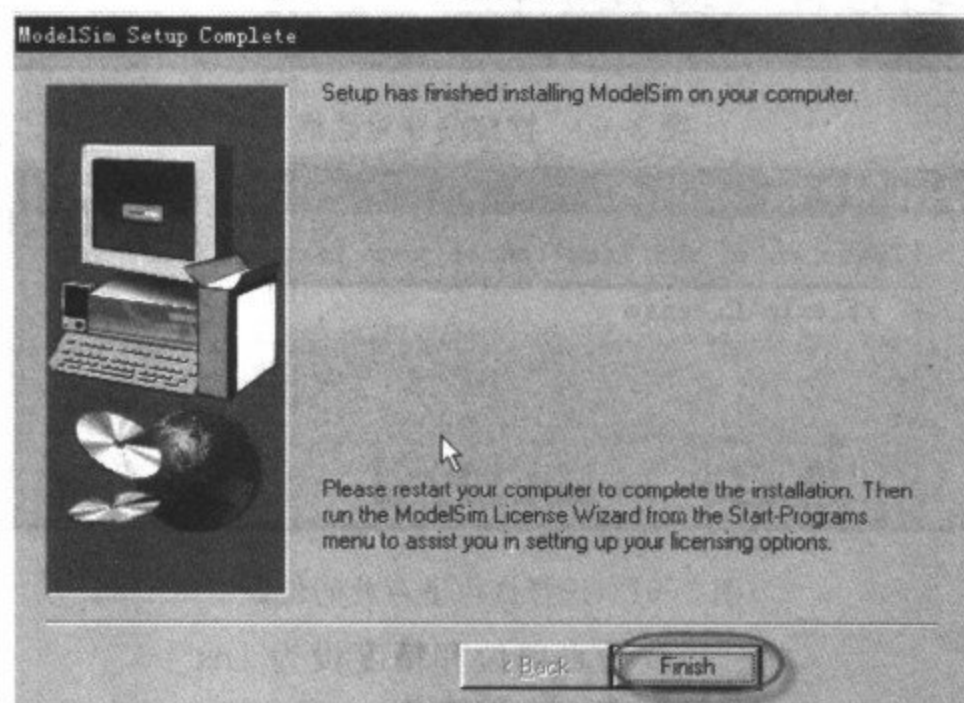 ModelSim Setup Complete
Setup has finished installing ModelSim on your computer.
Please restart your computer to complete the installation. Then
run the ModelSim License Wizard from the Start-Programs
menu to assist you in setting up your licensing options.
< Back
Finish